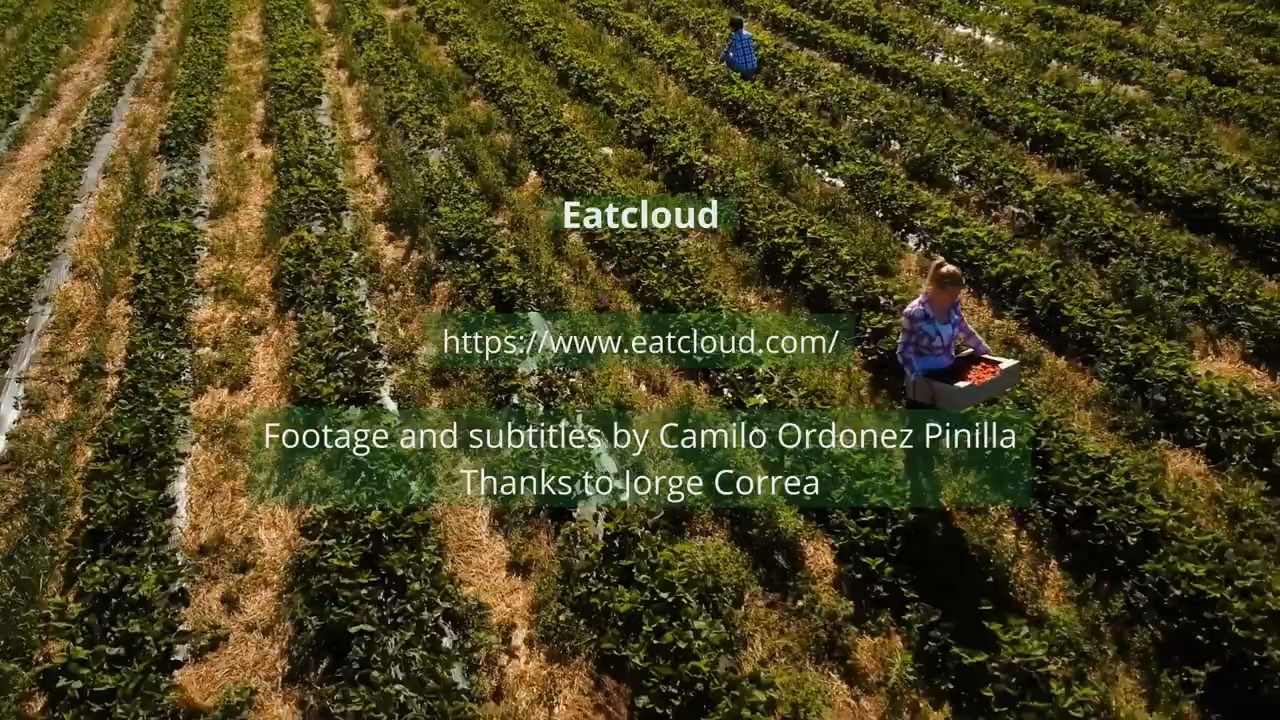 Eatcloud
https://www.eatcloud.com/
Footage and subtitles by Camilo Ordonez Pinilla
Thanks to Jorge Correa